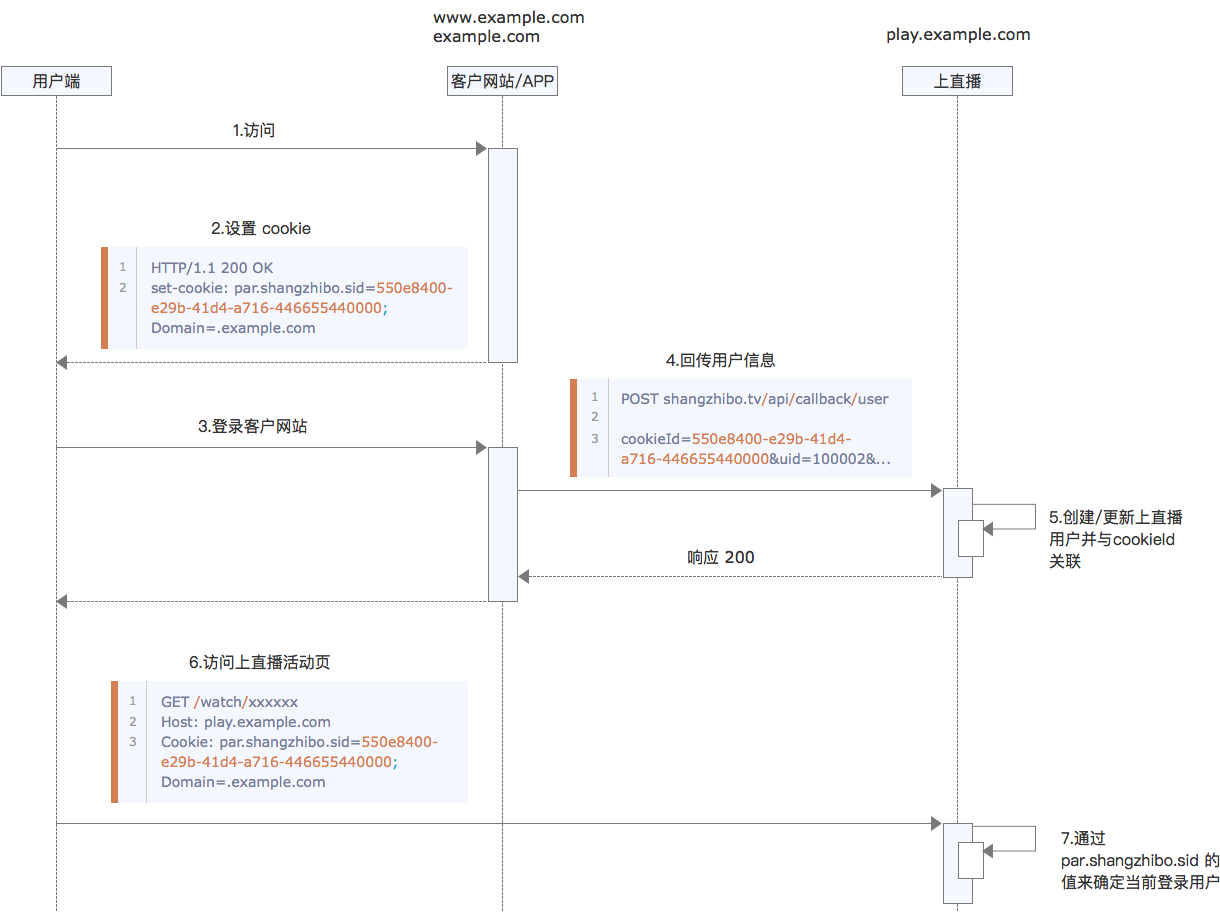 www.example.com
example.com
play.example.com
用户端
客户网站/APP
上直播
1.访问
2.设置 cookie
1 HTTP/1.1 200 OK
2 set-cookie: par.shangzhibo.sid=550e8400-
e29b-41d4-a716-446655440000;
Domain=.example.com
4.回传用户信息
1 POST shangzhibo.tv/api/callback/user
2
3 cookieId=550e8400-e29b-41d4-
a716-446655440000&uid=100002&...
3.登录客户网站
5.创建/更新上直播
用户并与cookieId
关联
响应 200
6.访问上直播活动页
1 GET /watch/xxxxxx
2 Host: play.example.com
3 Cookie: par.shangzhibo.sid=550e8400-
e29b-41d4-a716-446655440000;
Domain=.example.com
7.通过
par.shangzhibo.sid 的
值来确定当前登录用户